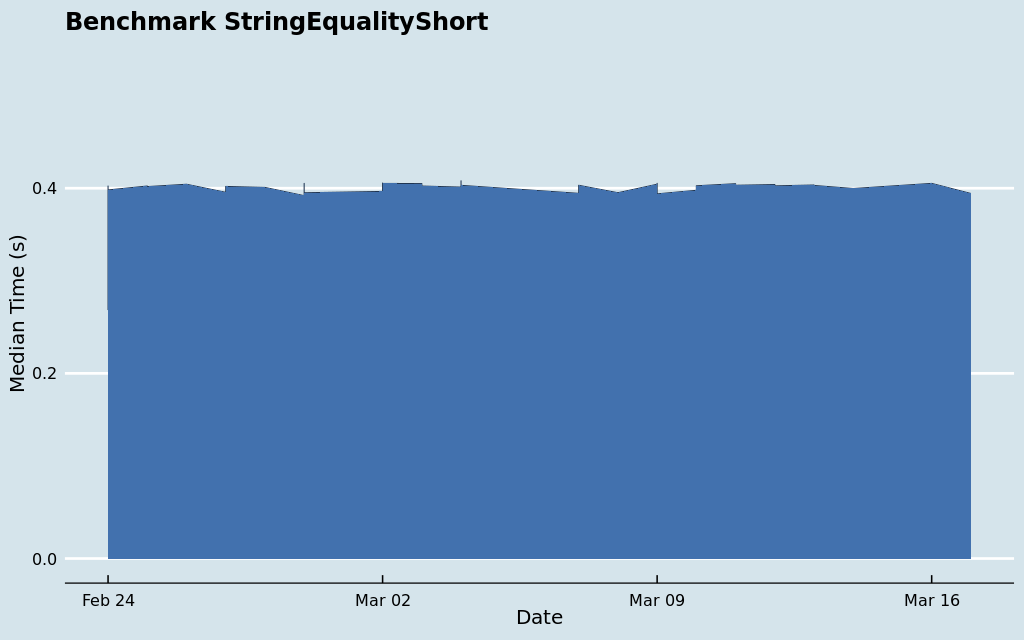 Benchmark StringEqualityShort
Median Time (s)
0.4
0.2
0.0
Feb 24
Mar 02
Mar 09
Mar 16
Date